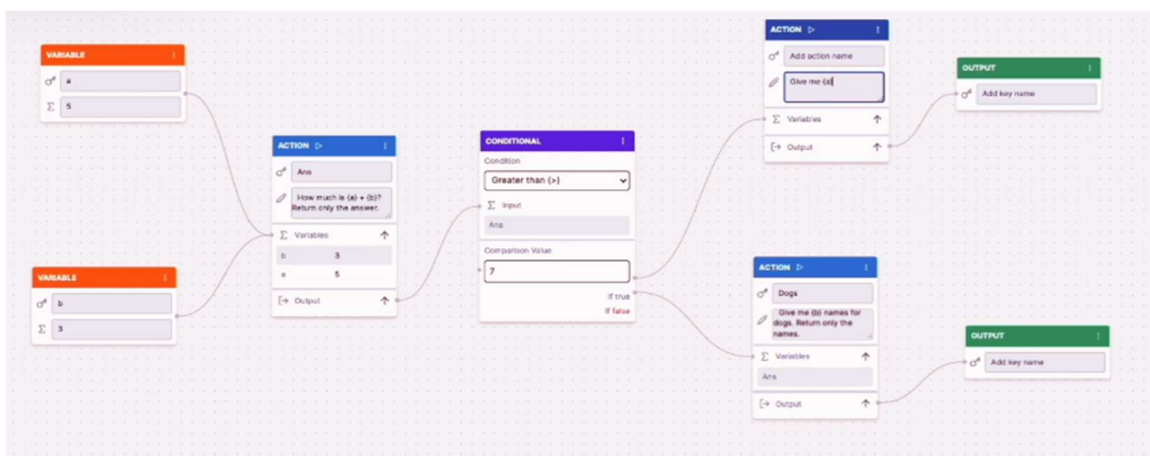 VARIABLE
a
5
VARIABLE
b
3
ACTION
Ans
How much is {a} + {b}?
Return only the answer.
Variables
b 3
a 5
Output
CONDITIONAL
Condition
Greater than (>)
Input
Ans
Comparison Value
7
If true
If false
ACTION
Add action name
Give me {a}
Variables
Output
OUTPUT
Add key name
ACTION
Dogs
Give me {b} names for
dogs. Return only the
names.
Variables
Ans
Output
OUTPUT
Add key name